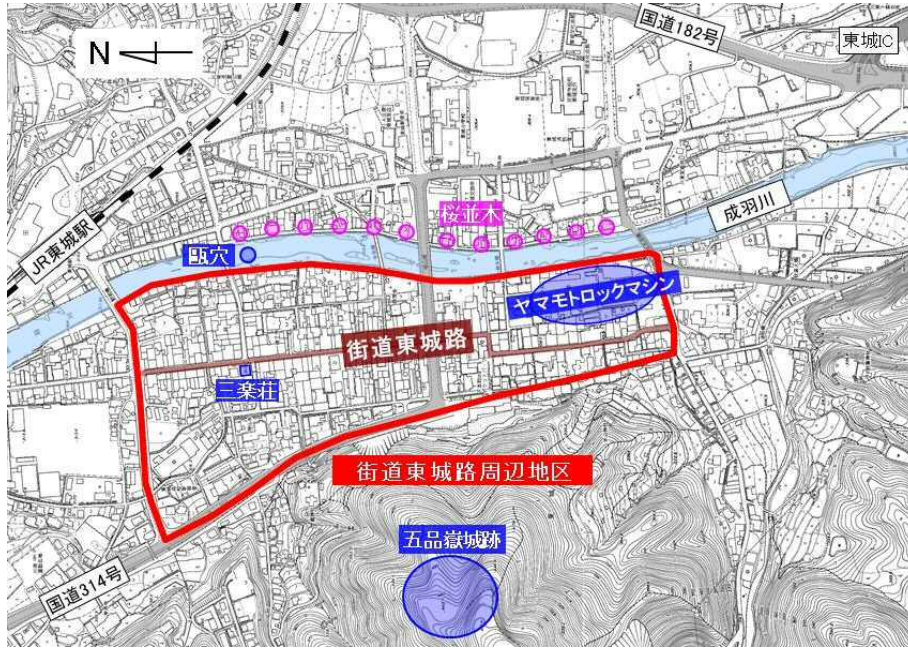 国道182号
東城IC
N
桜並木
成羽川
JR東城駅
甌穴
ヤマモトロックマシン
街道東城路
三楽荘
街道東城路周辺地区
五品嶽城跡
国道314号